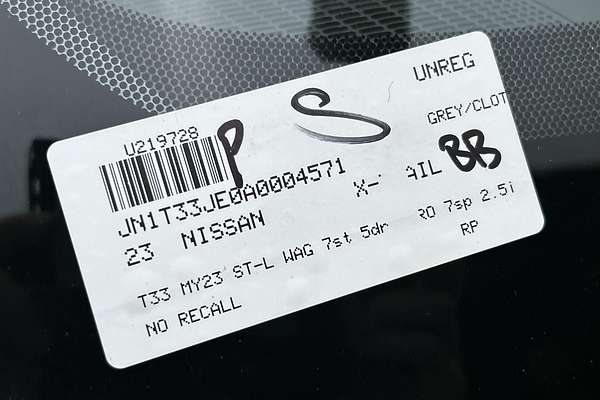 UNREG
U219728 P S GREY/CLOT
JN1T33JE0A0004571 X- AIL BB
23 NISSAN
T33 MY23 ST-L WAG 7st 5dr RO 7sp 2.5i
NO RECALL RP